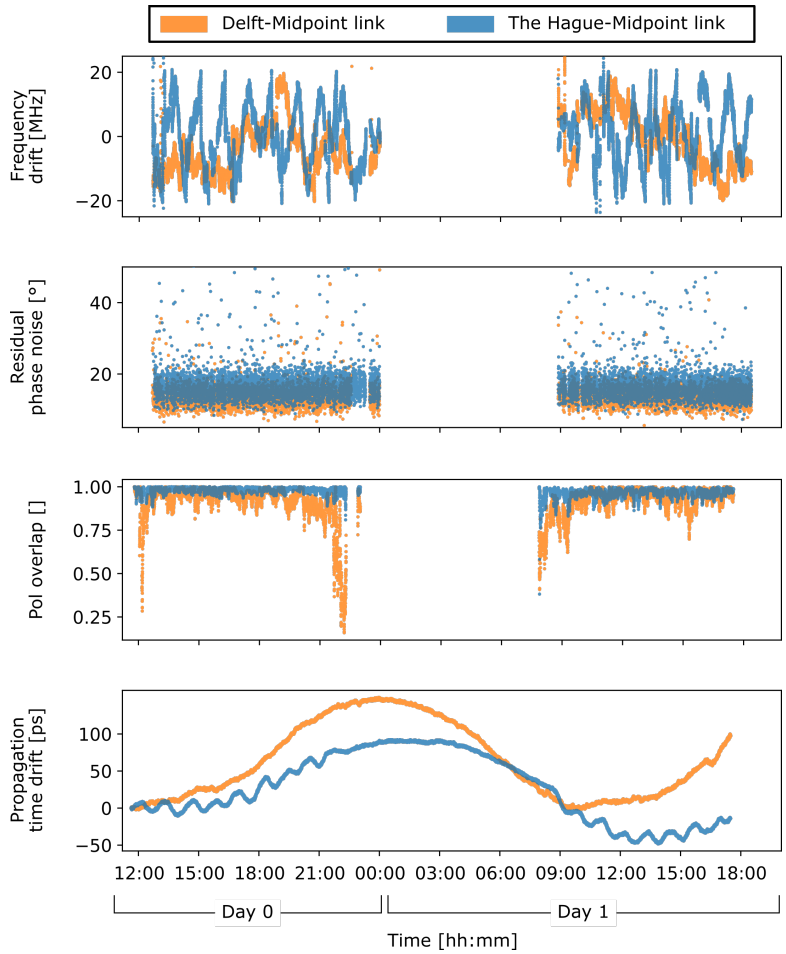 Delft-Midpoint link
The Hague-Midpoint link
Frequency
drift [MHz]
20
0
−20
Residual
phase noise [°]
40
20
Pol overlap []
1.00
0.75
0.50
0.25
Propagation
time drift [ps]
100
50
0
−50
12:00 15:00 18:00 21:00 00:00 03:00 06:00 09:00 12:00 15:00 18:00
Day 0
Day 1
Time [hh:mm]